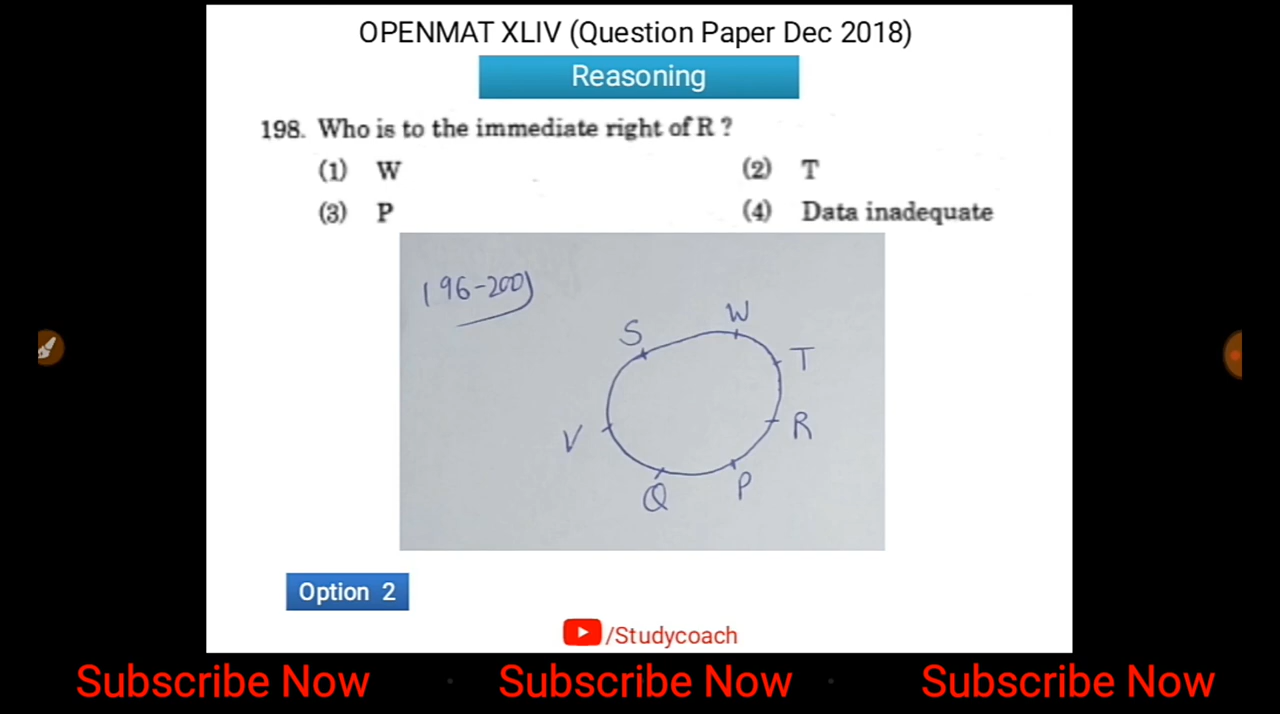 OPENMAT XLIV (Question Paper Dec 2018)
Reasoning
198. Who is to the immediate right of R ?
(1) W
(2) T
(3) P
(4) Data inadequate
196-200)
S
W
T
V
R
Q
P
Option 2
/Studycoach
Subscribe Now · Subscribe Now · Subscribe Now